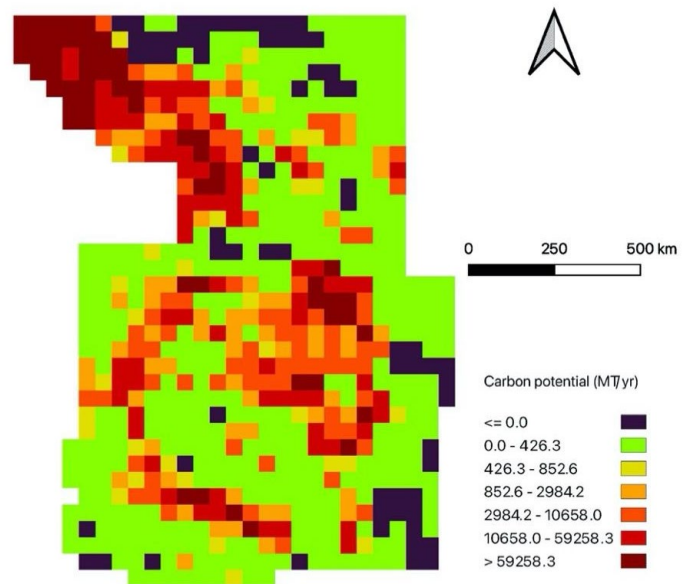 0 250 500 km
Carbon potential (MT/yr)
<= 0.0
0.0 - 426.3
426.3 - 852.6
852.6 - 2984.2
2984.2 - 10658.0
10658.0 - 59258.3
> 59258.3